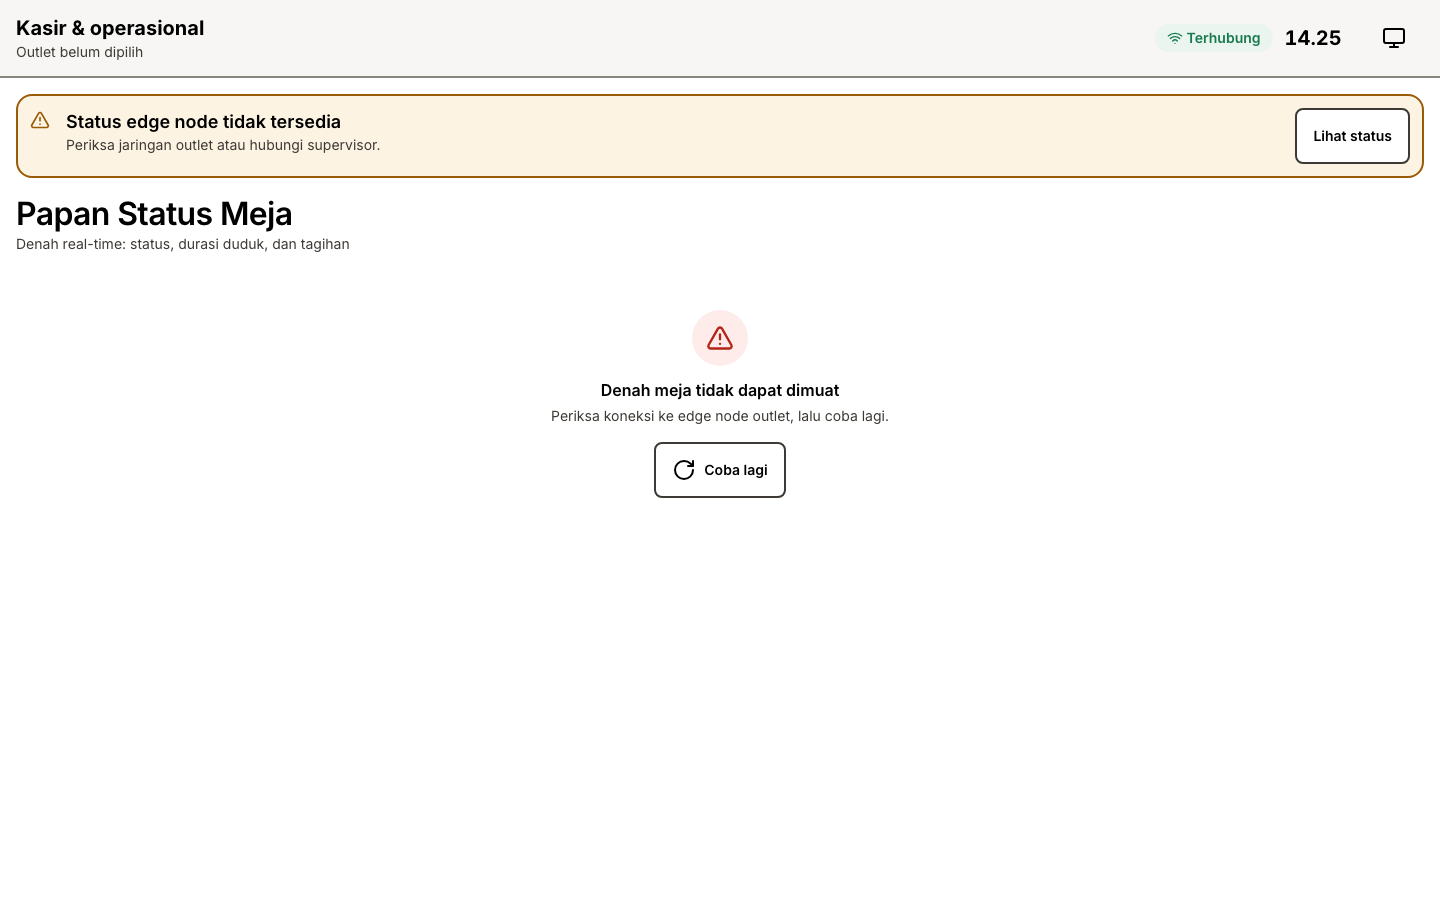 Kasir & operasional
Outlet belum dipilih
Terhubung
14.25
Status edge node tidak tersedia
Periksa jaringan outlet atau hubungi supervisor.
Lihat status
Papan Status Meja
Denah real-time: status, durasi duduk, dan tagihan
Denah meja tidak dapat dimuat
Periksa koneksi ke edge node outlet, lalu coba lagi.
Coba lagi